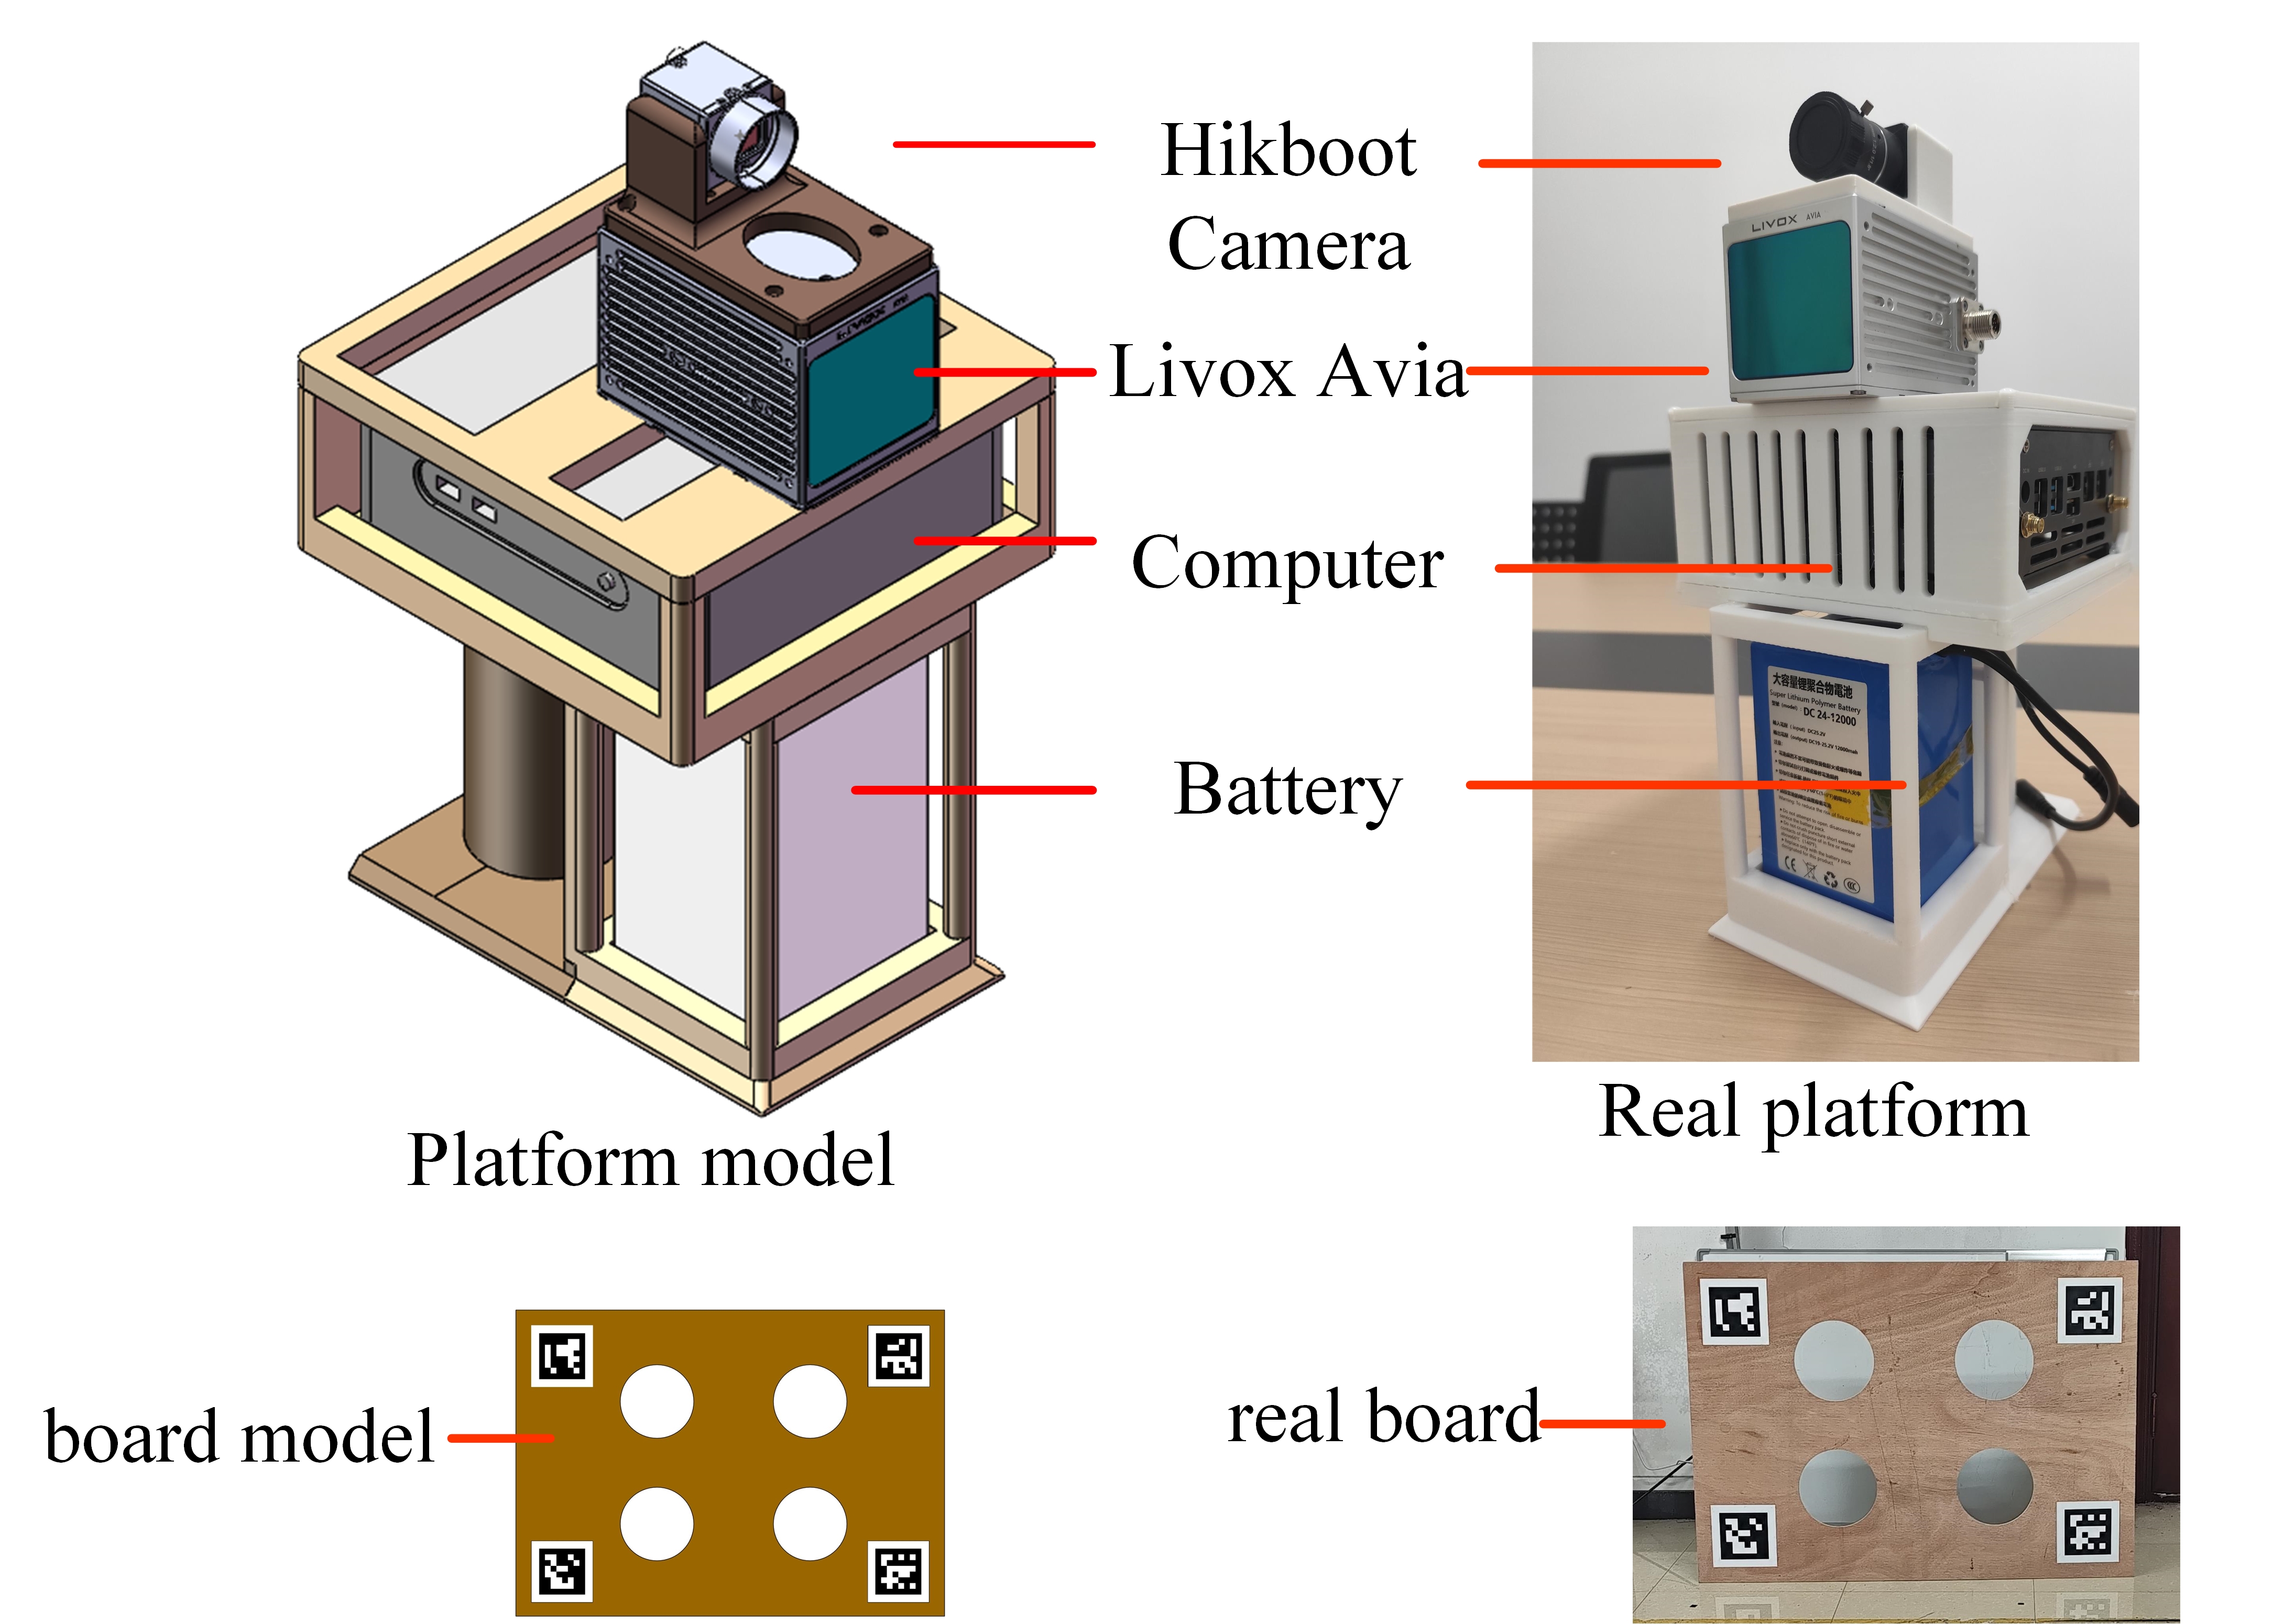 Hikboot
Camera
LIVOX AVIA
Livox Avia
Computer
大容量鋰聚合物電池
Super Lithium Polymer Battery
DC 24-12000
Battery
Real platform
Platform model
board model
real board